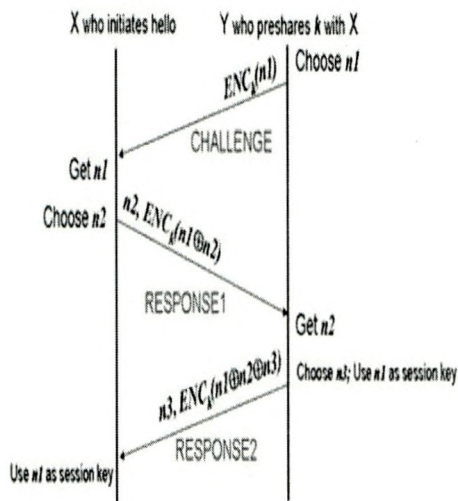 X who initiates hello
Y who preshares k with X
Choose n1
ENCk(n1)
CHALLENGE
Get n1
Choose n2
n2, ENCk(n1⊕n2)
RESPONSE1
Get n2
Choose n3; Use n1 as session key
n3, ENCk(n1⊕n2⊕n3)
RESPONSE2
Use n1 as session key